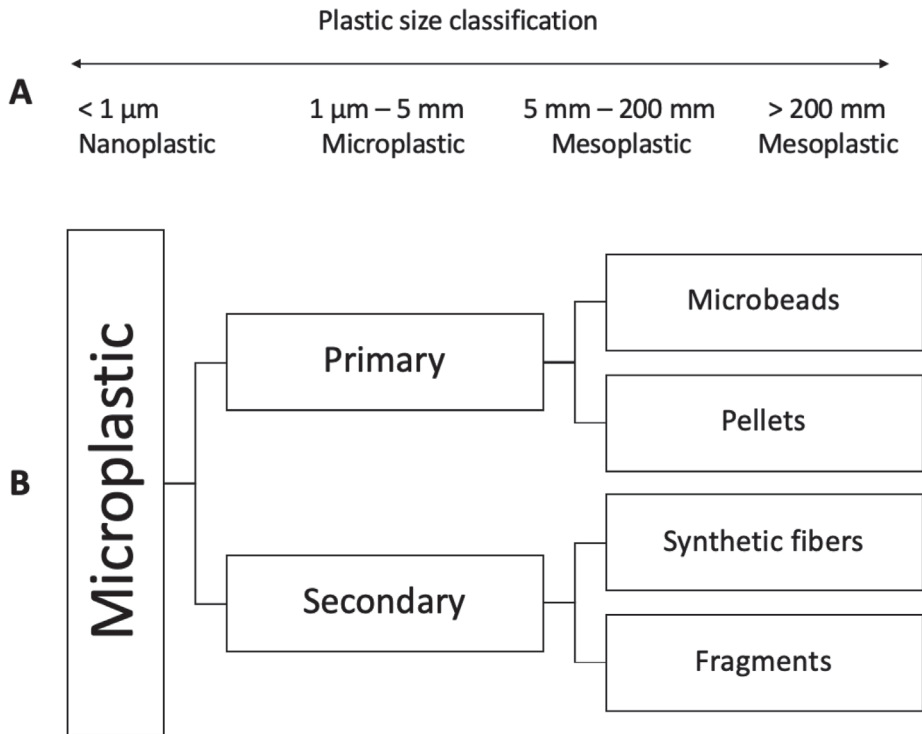 Plastic size classification
A
< 1 µm
Nanoplastic
1 µm – 5 mm
Microplastic
5 mm – 200 mm
Mesoplastic
> 200 mm
Mesoplastic
B
Microplastic
Primary
Microbeads
Pellets
Secondary
Synthetic fibers
Fragments